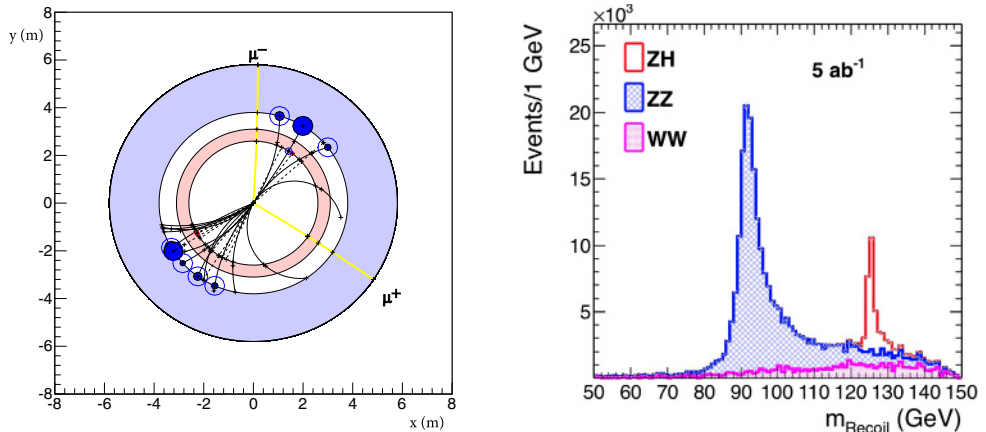 y (m)
8
6
4
2
0
-2
-4
-6
-8
-8 -6 -4 -2 0 2 4 6 8
x (m)
μ⁻
μ⁺
×10³
25
20
15
10
5
Events/1 GeV
ZH
ZZ
WW
5 ab⁻¹
50 60 70 80 90 100 110 120 130 140 150
m_Recoil (GeV)